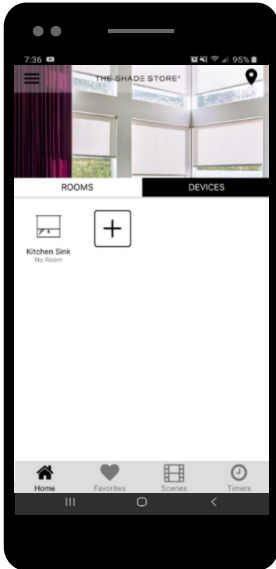 7:36 95%
THE SHADE STORE®
ROOMS DEVICES
Kitchen Sink
No Room
Home Favorites Scenes Timers